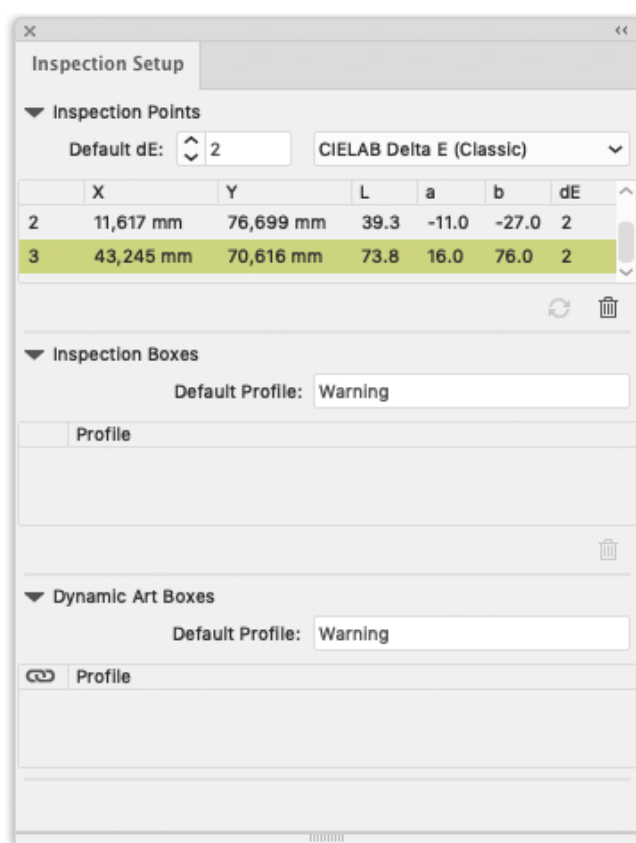 Inspection Setup
Inspection Points
Default dE: 2 CIELAB Delta E (Classic)
X Y L a b dE
2 11,617 mm 76,699 mm 39.3 -11.0 -27.0 2
3 43,245 mm 70,616 mm 73.8 16.0 76.0 2
Inspection Boxes
Default Profile: Warning
Profile
Dynamic Art Boxes
Default Profile: Warning
Profile